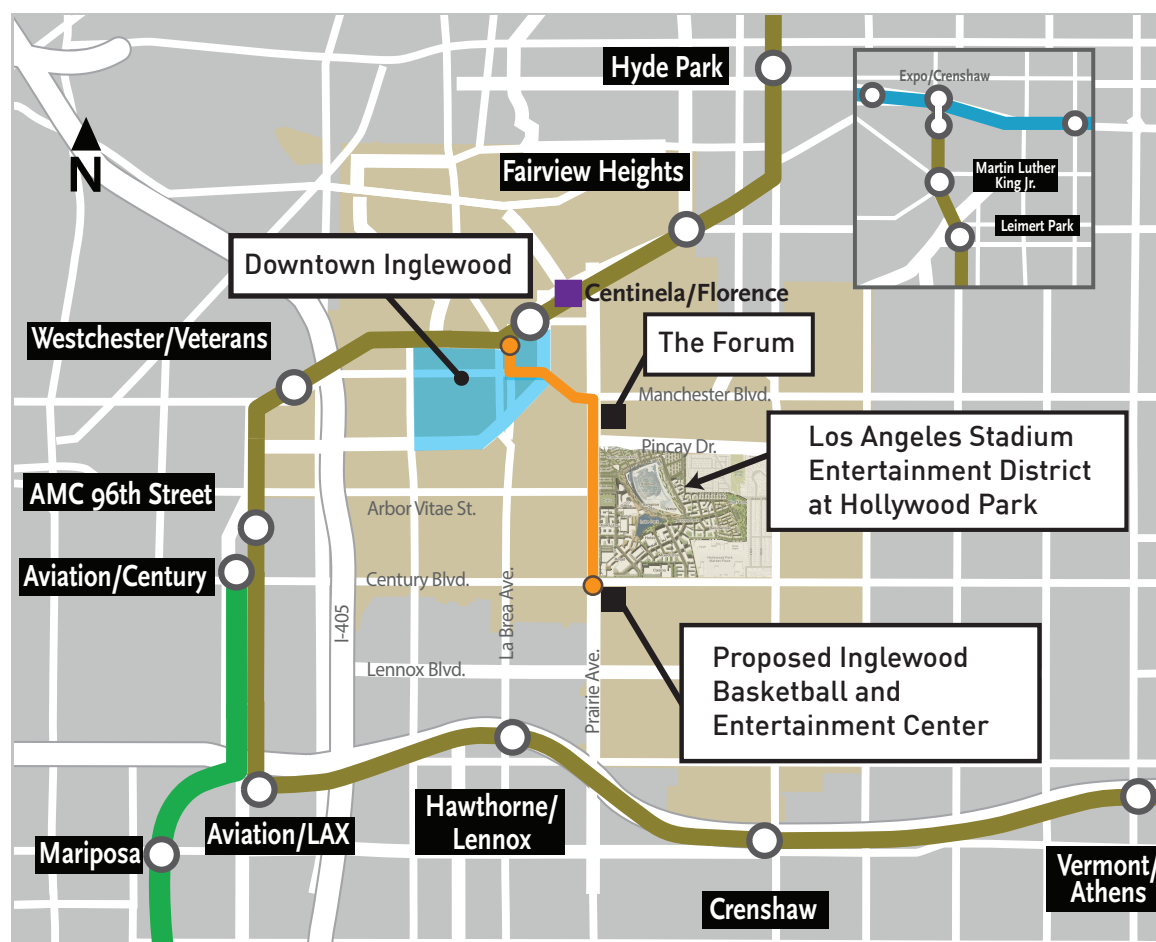 Hyde Park
Expo/Crenshaw
Martin Luther
King Jr.
Leimert Park
N
Fairview Heights
Downtown Inglewood
Centinela/Florence
Westchester/Veterans
The Forum
Manchester Blvd.
Pincay Dr.
Los Angeles Stadium
Entertainment District
at Hollywood Park
AMC 96th Street
Arbor Vitae St.
Aviation/Century
Century Blvd.
I-405
La Brea Ave.
Prairie Ave.
Lennox Blvd.
Proposed Inglewood
Basketball and
Entertainment Center
Hawthorne/
Lennox
Aviation/LAX
Mariposa
Crenshaw
Vermont/
Athens